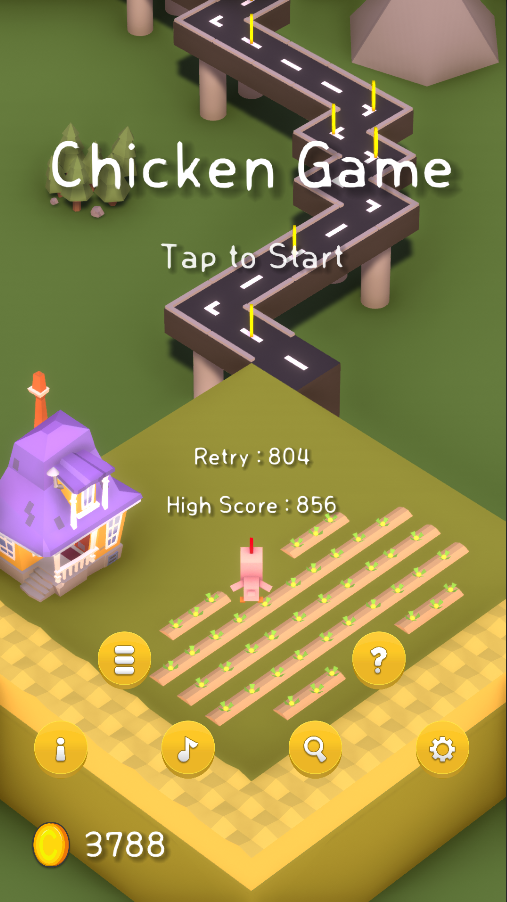 Chicken Game
Tap to Start
Retry : 804
High Score : 856
3788